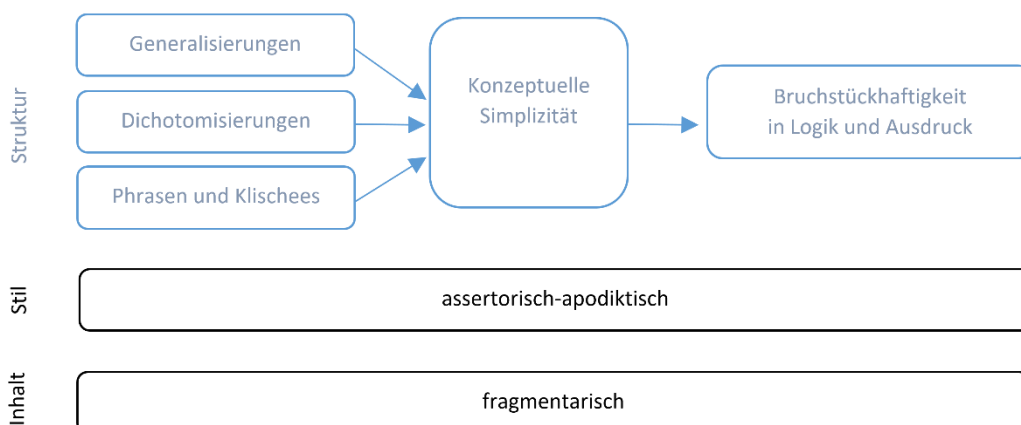 Struktur
Generalisierungen
Dichotomisierungen
Phrasen und Klischees
Konzeptuelle
Simplizität
Bruchstückhaftigkeit
in Logik und Ausdruck
Stil
assertorisch-apodiktisch
Inhalt
fragmentarisch